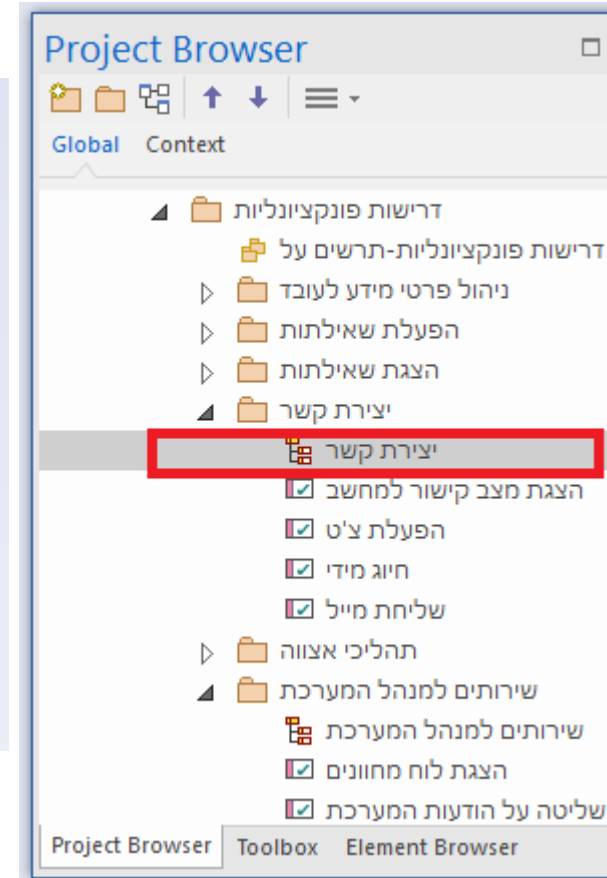 Project Browser
Global Context
דרישות פונקציונליות
דרישות פונקציונליות-תרשים על
ניהול פרטי מידע לעובד
הפעלת שאילתות
הצגת שאילתות
יצירת קשר
יצירת קשר
הצגת מצב קישור למחשב
הפעלת צ'ט
חיוג מידי
שליחת מייל
תהליכי אצווה
שירותים למנהל המערכת
שירותים למנהל המערכת
הצגת לוח מחוונים
שליטה על הודעות המערכת
Project Browser Toolbox Element Browser